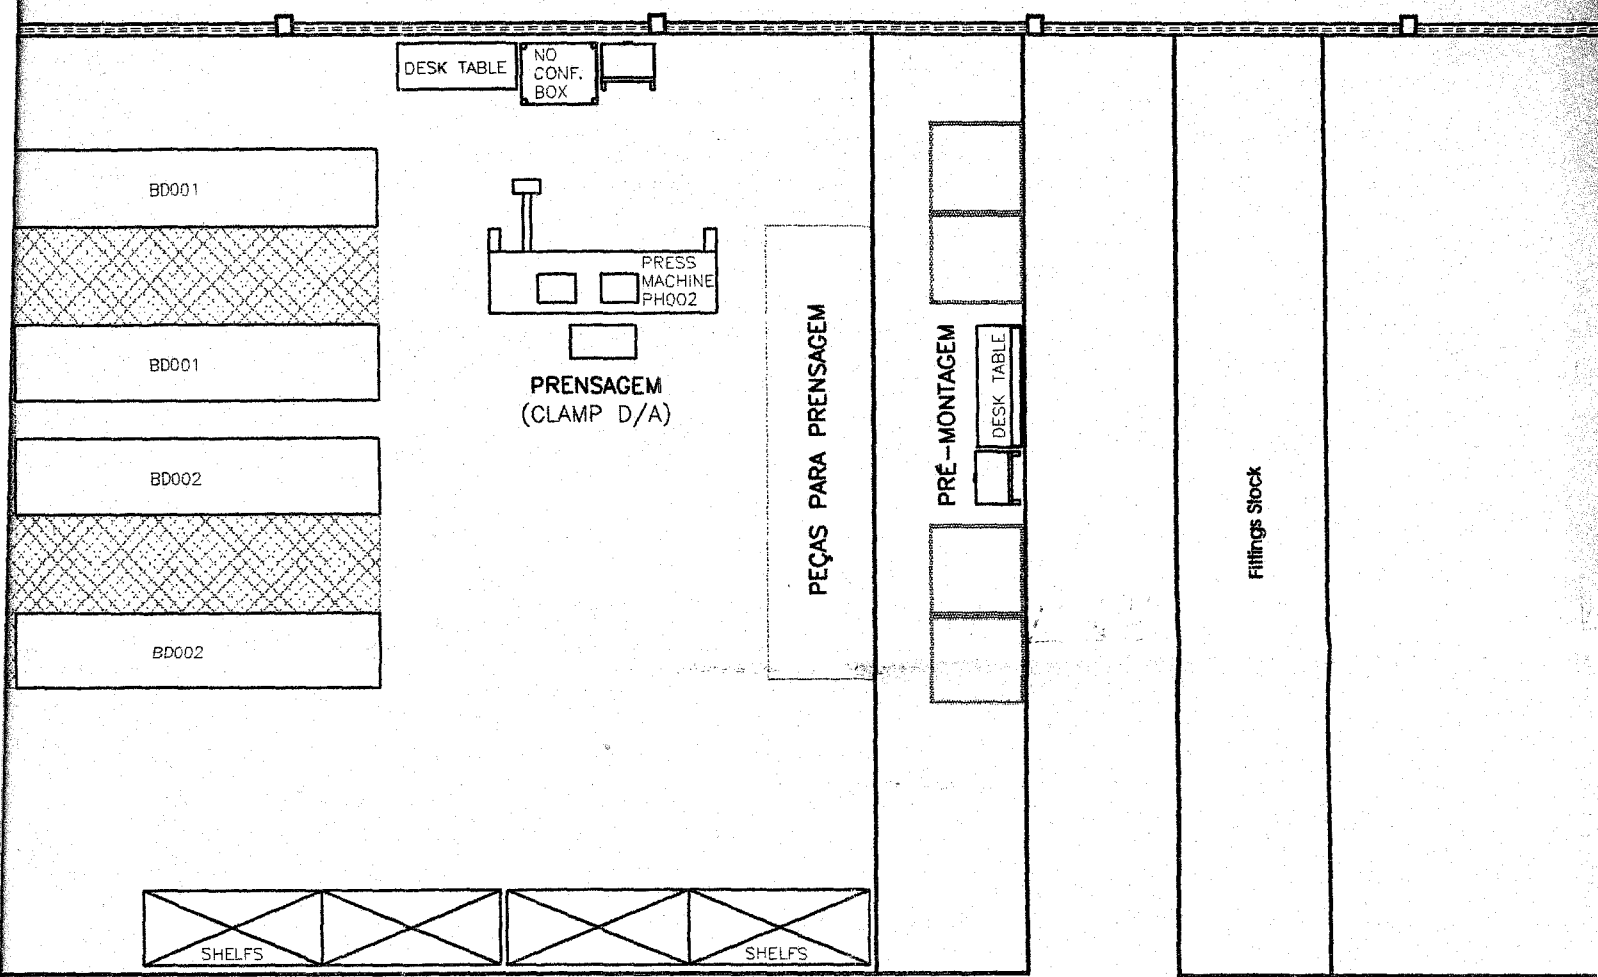 DESK TABLE
NO
CONF.
BOX
BD001
PRESS
MACHINE
PH002
BD001
PRENSAGEM
(CLAMP D/A)
BD002
BD002
PEÇAS PARA PRENSAGEM
PRÉ-MONTAGEM
DESK TABLE
Fittings Stock
SHELFS
SHELFS